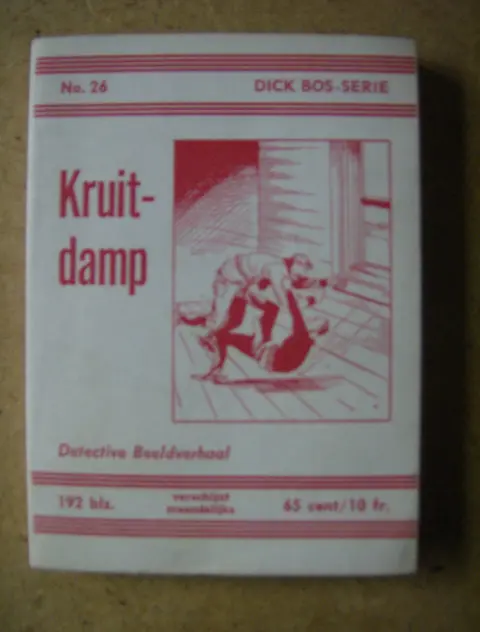 No. 26 DICK BOS-SERIE
Kruit-
damp
Detective Beeldverhaal
192 blz. verschijnt 65 cent/10 fr.
maandelijks